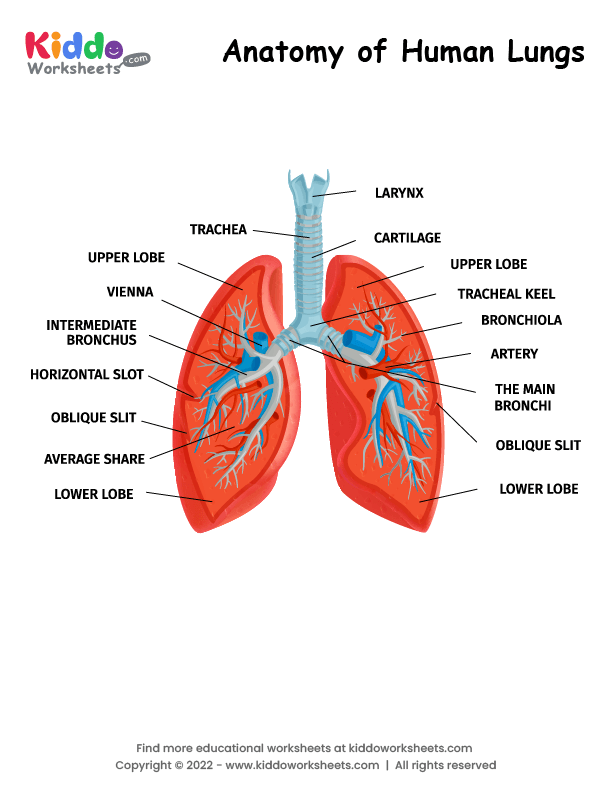 Kiddo
Worksheets
.com
Anatomy of Human Lungs
LARYNX
TRACHEA
CARTILAGE
UPPER LOBE
UPPER LOBE
VIENNA
TRACHEAL KEEL
INTERMEDIATE
BRONCHUS
BRONCHIOLA
ARTERY
HORIZONTAL SLOT
THE MAIN
BRONCHI
OBLIQUE SLIT
OBLIQUE SLIT
AVERAGE SHARE
LOWER LOBE
LOWER LOBE
Find more educational worksheets at kiddoworksheets.com
Copyright © 2022 - www.kiddoworksheets.com | All rights reserved